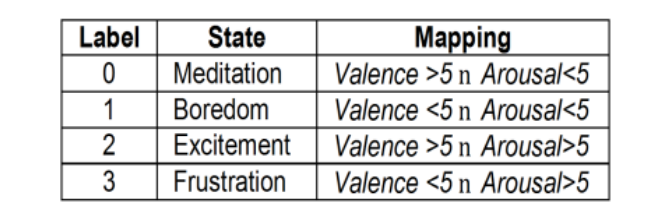 Label State Mapping
0 Meditation Valence >5 n Arousal<5
1 Boredom Valence <5 n Arousal<5
2 Excitement Valence >5 n Arousal>5
3 Frustration Valence <5 n Arousal>5